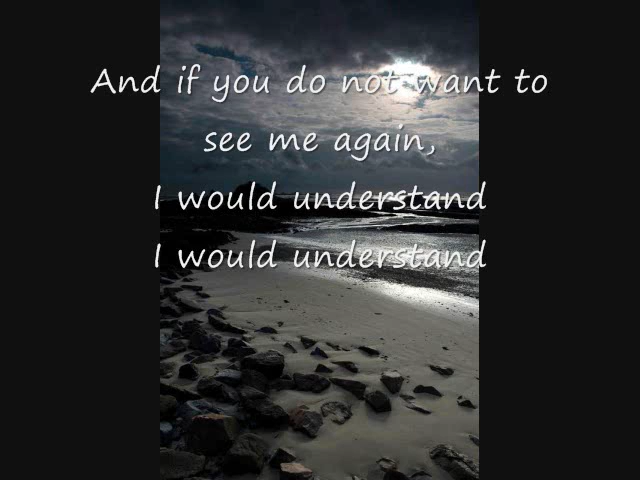 And if you do not want to
see me again,
I would understand
I would understand